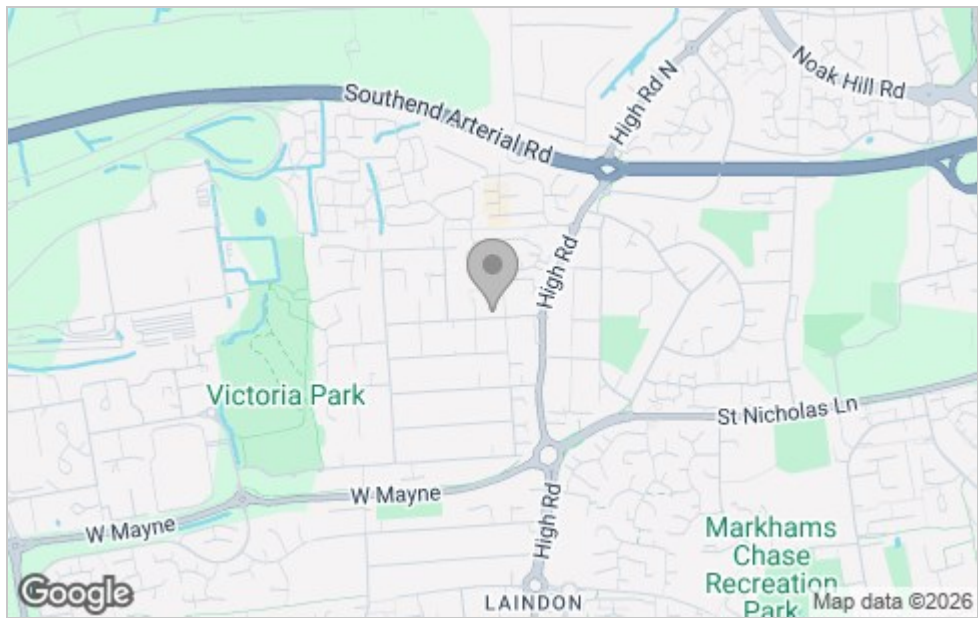 High Rd N
Noak Hill Rd
Southend Arterial Rd
High Rd
Victoria Park
St Nicholas Ln
W Mayne
W Mayne
High Rd
Markhams
Chase
Recreation
Park
LAINDON
Google
Map data ©2026